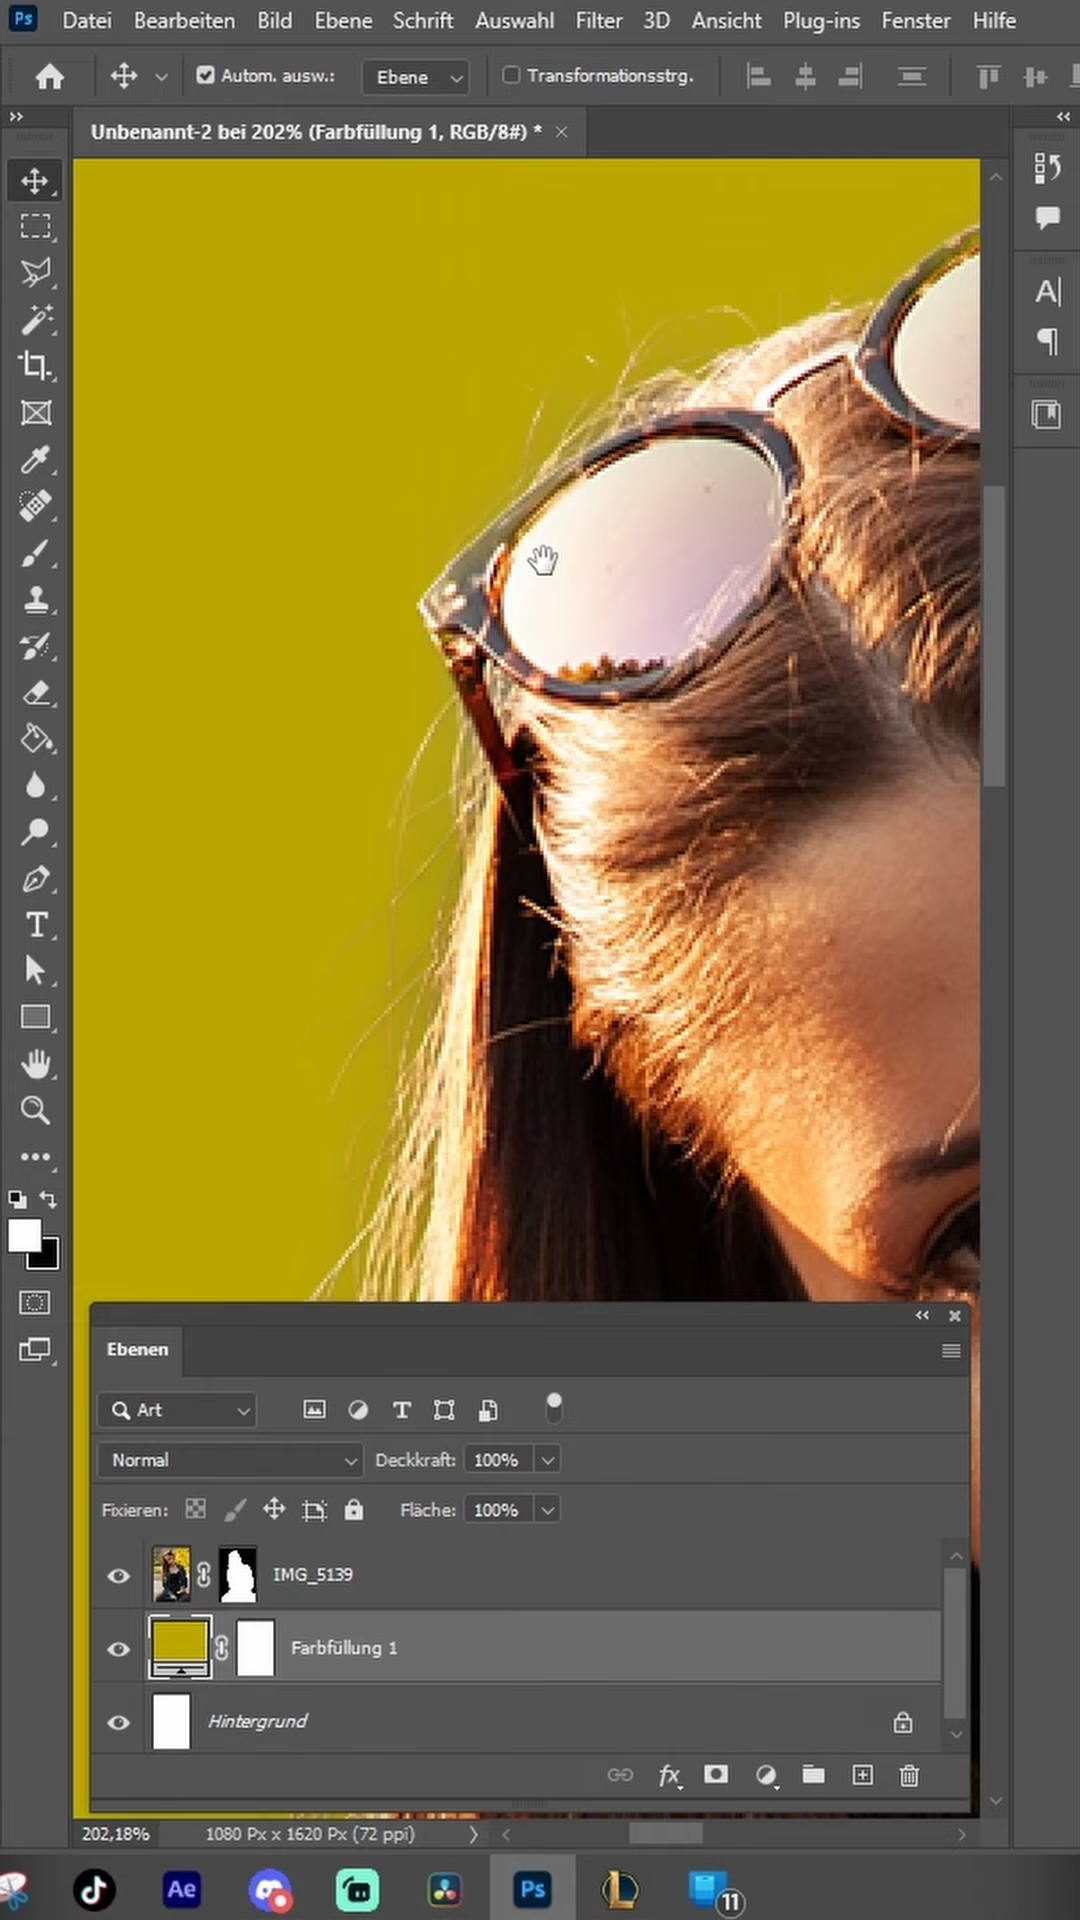 Ps Datei Bearbeiten Bild Ebene Schrift Auswahl Filter 3D Ansicht Plug-ins Fenster Hilfe
Autom. ausw.: Ebene Transformationsstrg.
Unbenannt-2 bei 202% (Farbfüllung 1, RGB/8#) *
Ebenen
Art
Normal Deckkraft: 100%
Fixieren: Fläche: 100%
IMG_5139
Farbfüllung 1
Hintergrund
fx
202,18% 1080 Px x 1620 Px (72 ppi)
Ae Ps 11